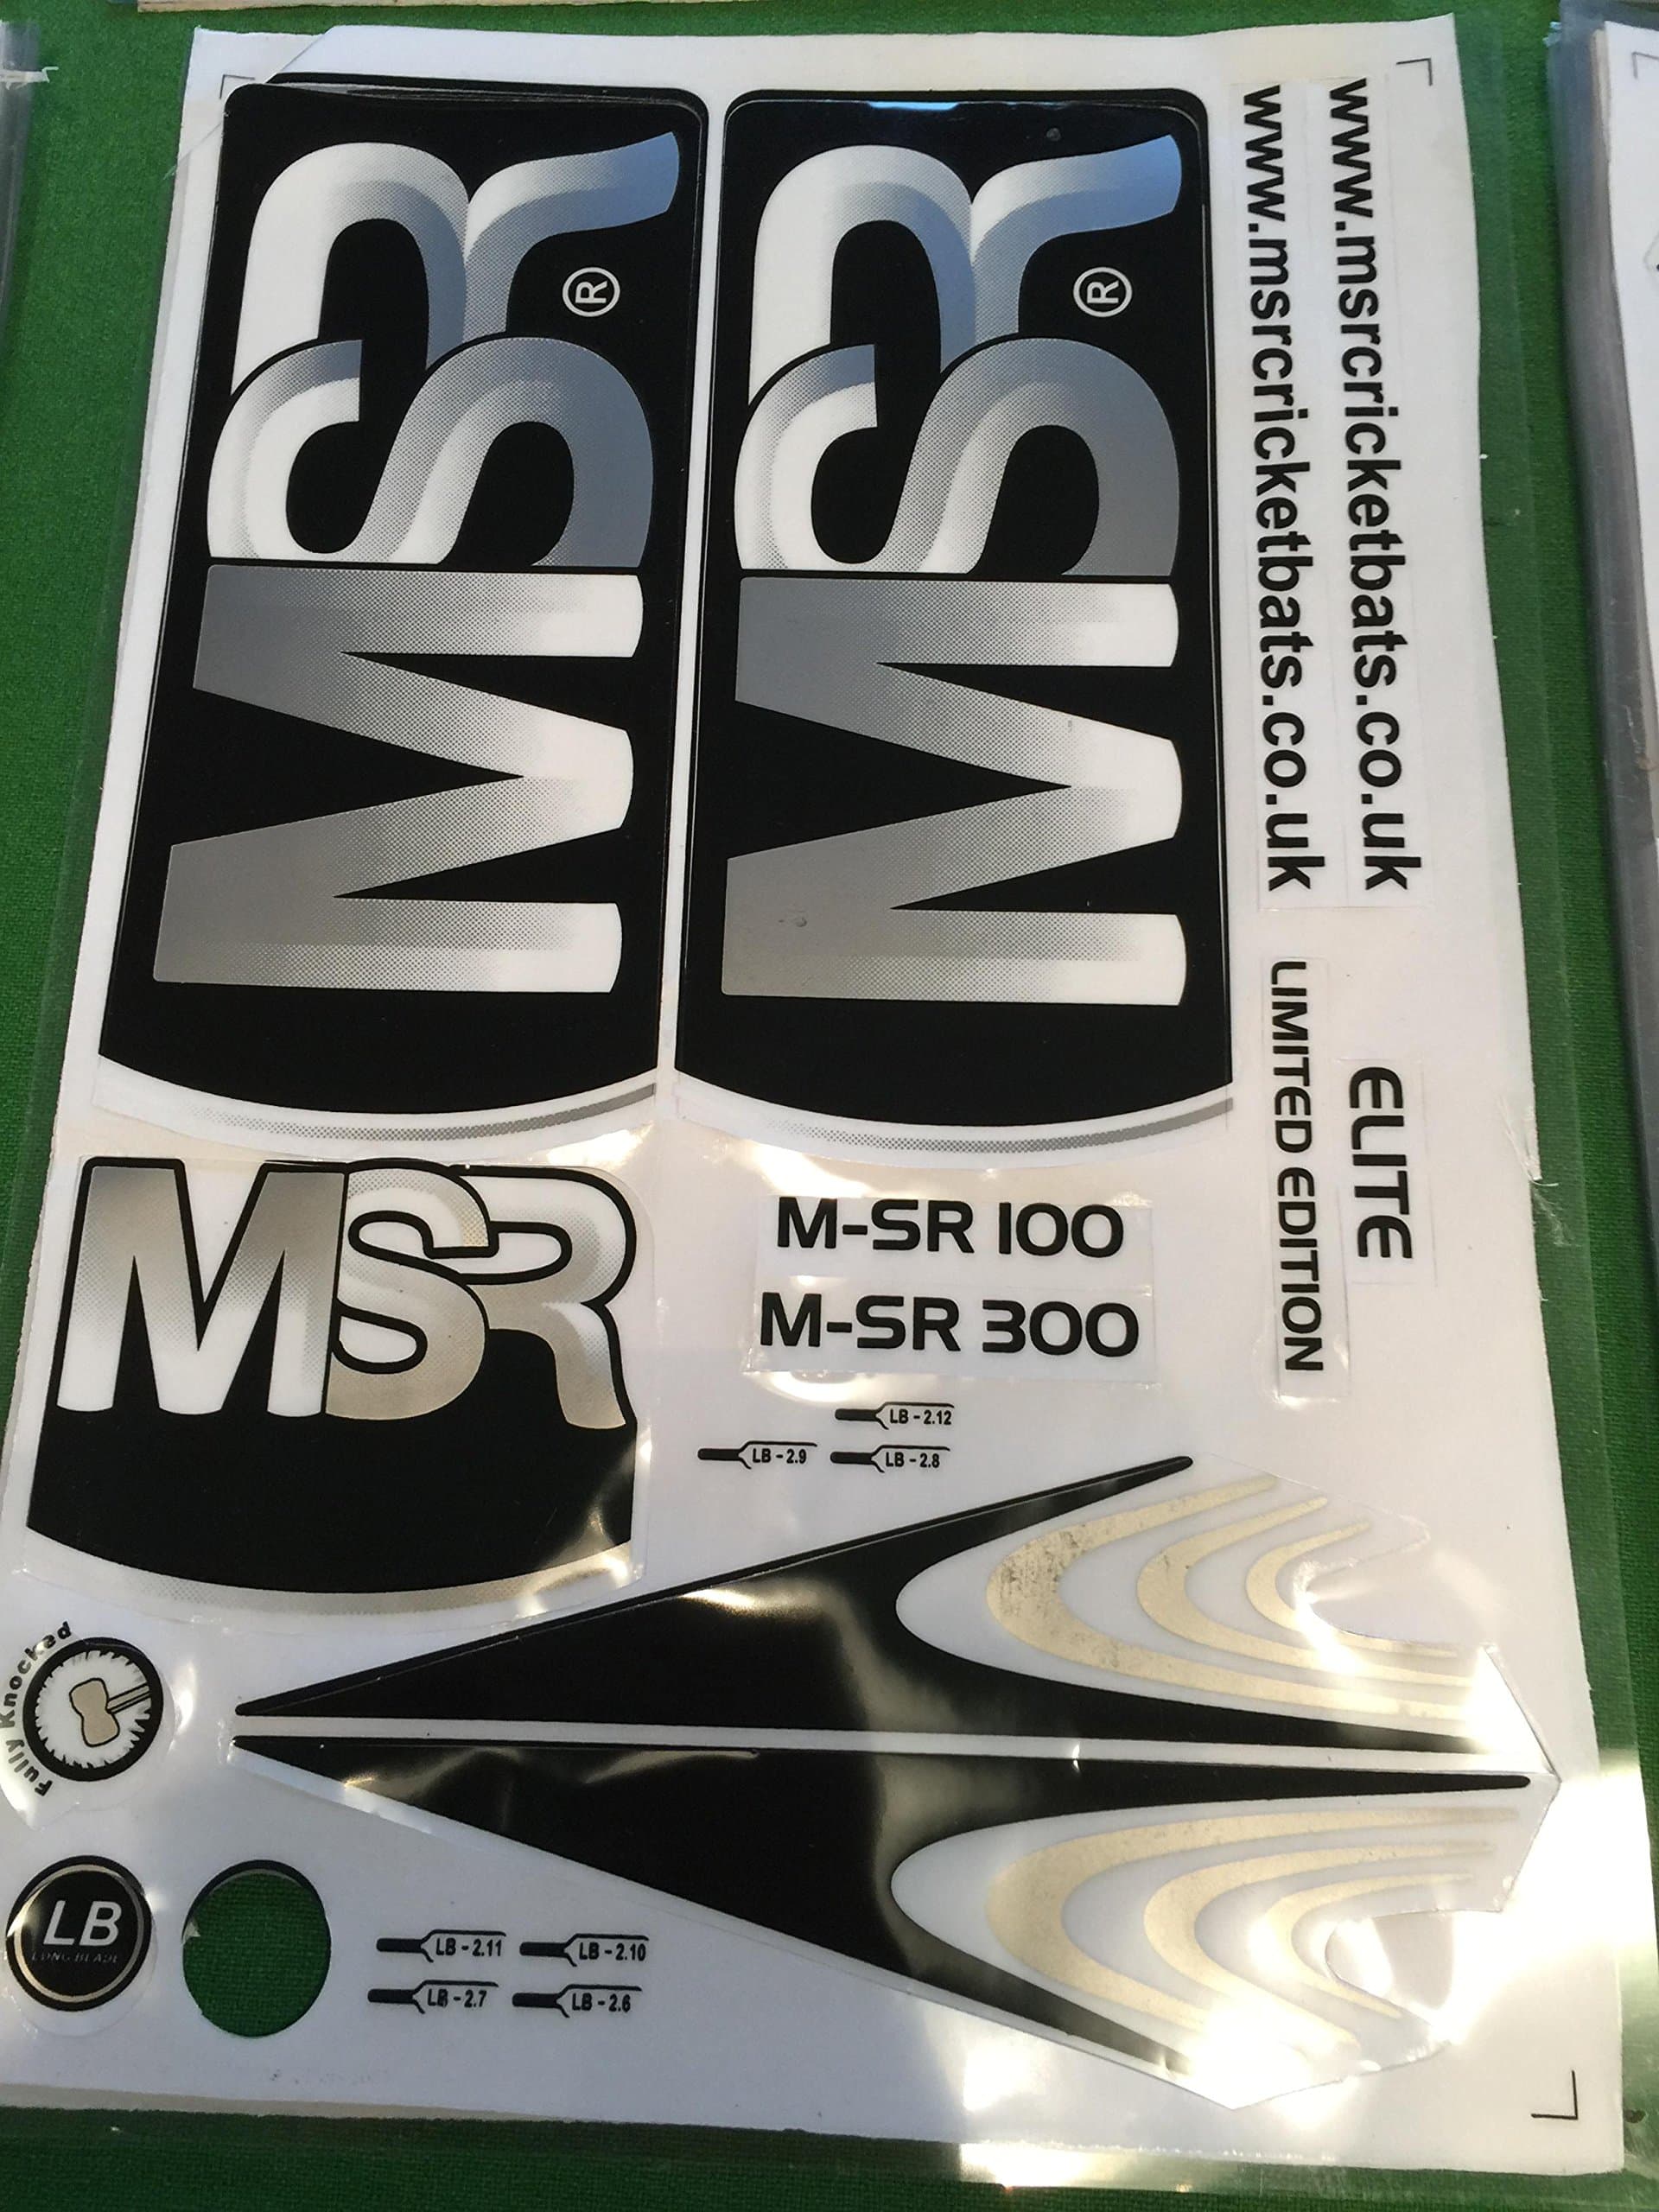 MSR®
MSR®
www.msrcricketbats.co.uk
www.msrcricketbats.co.uk
LIMITED EDITION
ELITE
MSR
M-SR 100
M-SR 300
LB - 2.12
LB - 2.9
LB - 2.8
Fully Knocked
LB
LONG BLADE
LB - 2.11
LB - 2.10
LB - 2.7
LB - 2.6